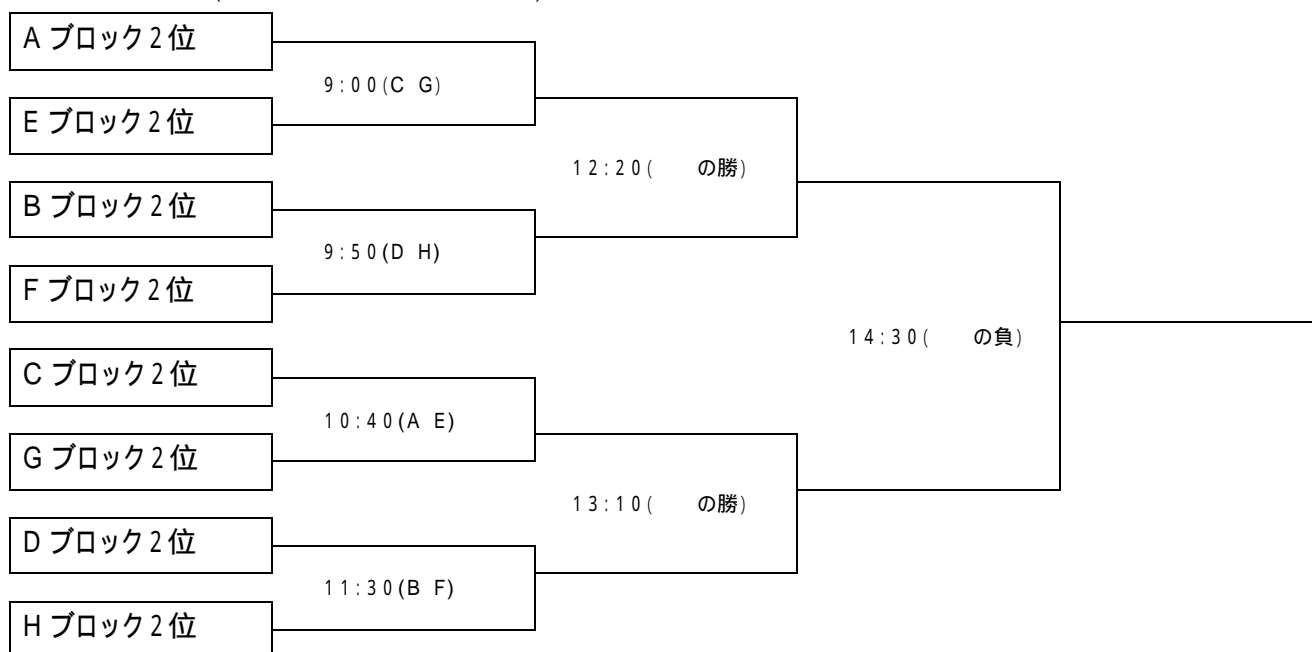 A ブロック2位
9:00(C G)
E ブロック2位
12:20(　　の勝)
B ブロック2位
9:50(D H)
F ブロック2位
14:30(　　の負)
C ブロック2位
10:40(A E)
G ブロック2位
13:10(　　の勝)
D ブロック2位
11:30(B F)
H ブロック2位